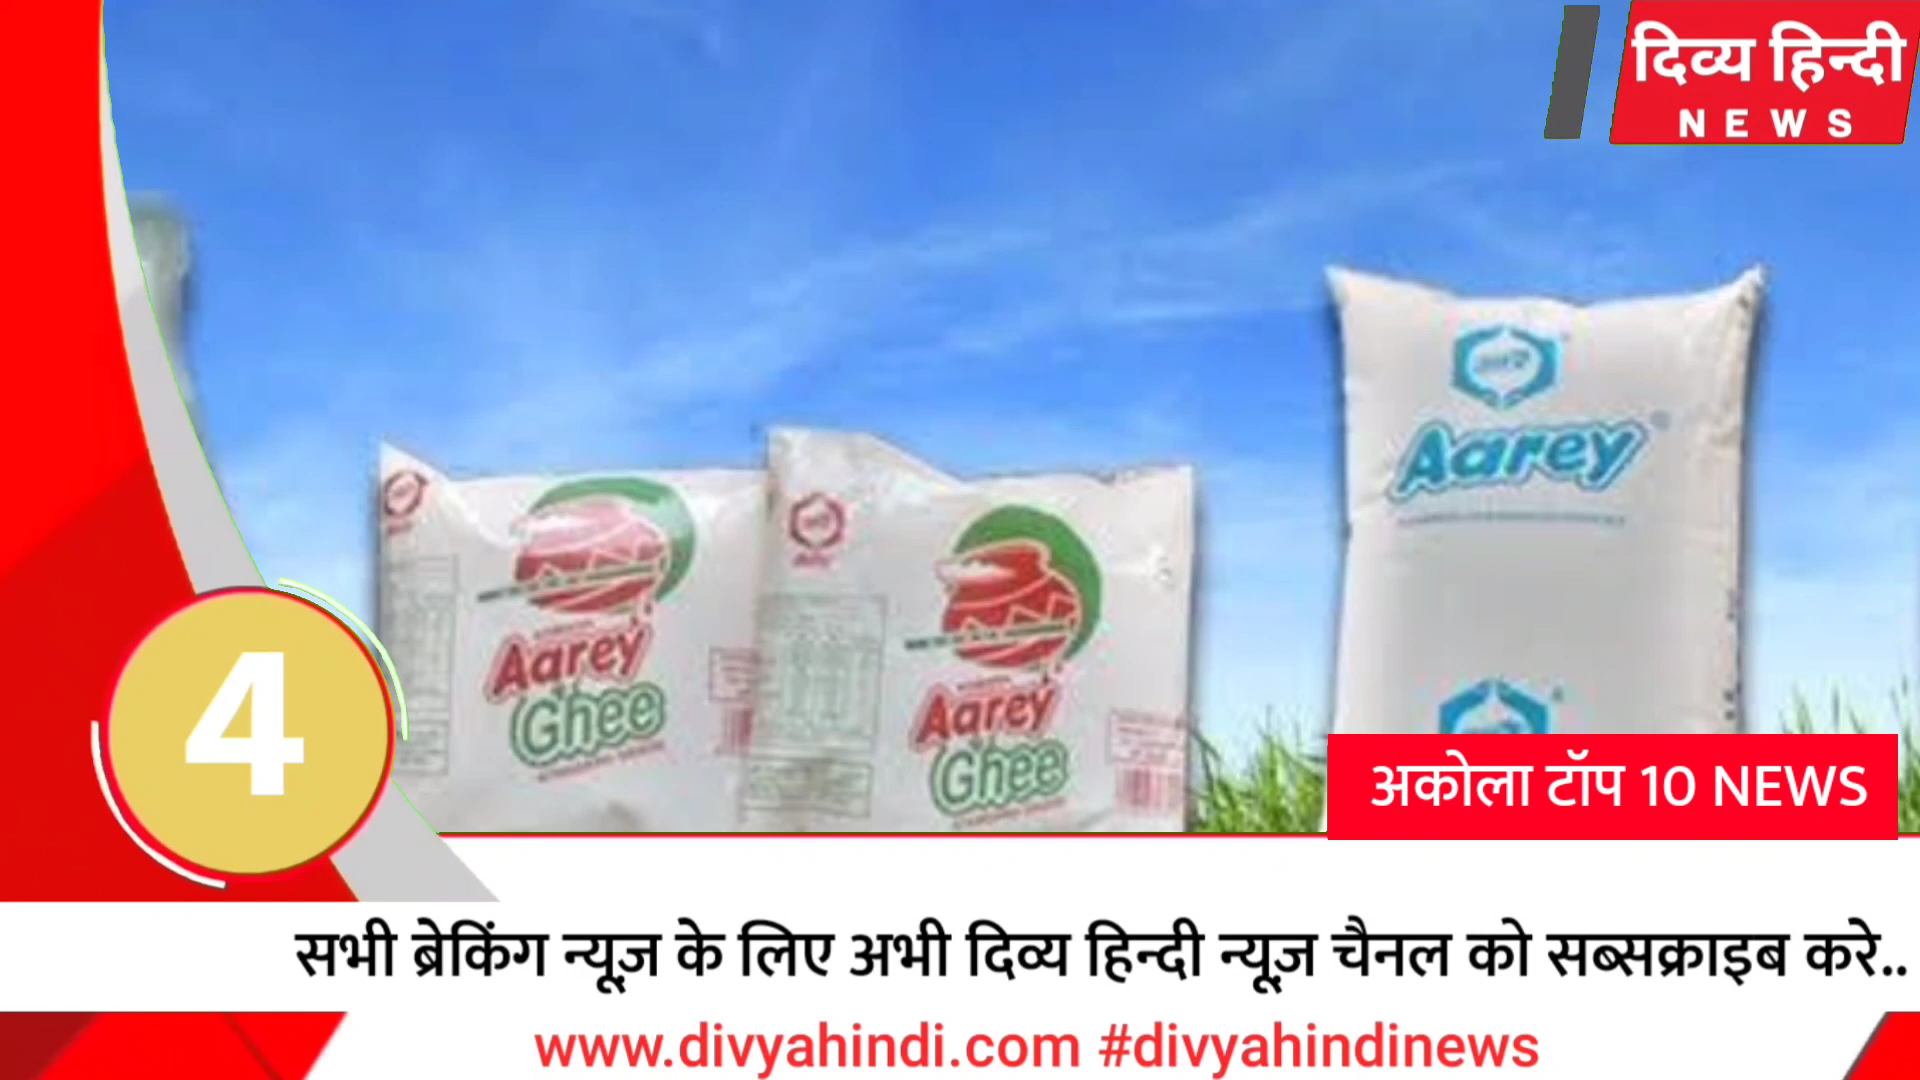 दिव्य हिन्दी
NEWS
Aarey
Aarey
Ghee
Aarey
Ghee
4
अकोला टॉप 10 NEWS
सभी ब्रेकिंग न्यूज़ के लिए अभी दिव्य हिन्दी न्यूज़ चैनल को सब्सक्राइब करे..
www.divyahindi.com #divyahindinews